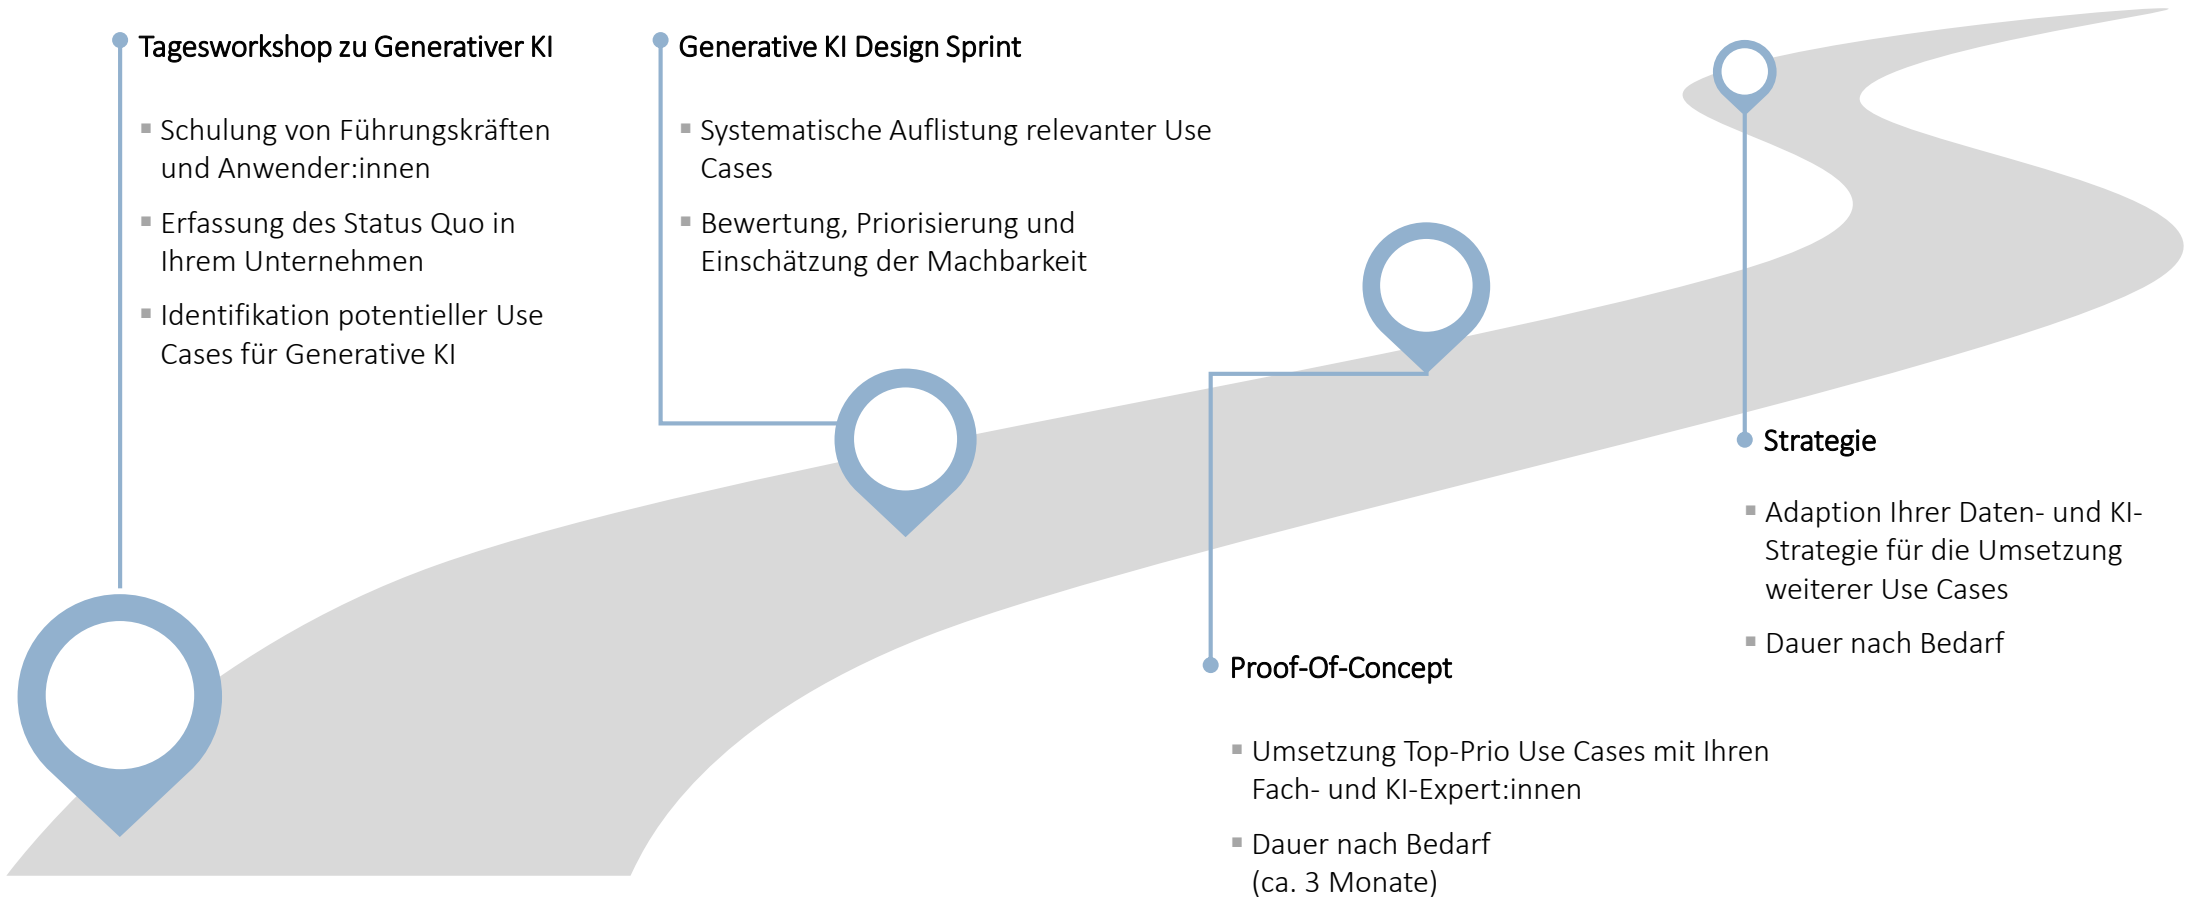 Tagesworkshop zu Generativer KI
▪ Schulung von Führungskräften
und Anwender:innen
▪ Erfassung des Status Quo in
Ihrem Unternehmen
▪ Identifikation potentieller Use
Cases für Generative KI
Generative KI Design Sprint
▪ Systematische Auflistung relevanter Use
Cases
▪ Bewertung, Priorisierung und
Einschätzung der Machbarkeit
Proof-Of-Concept
▪ Umsetzung Top-Prio Use Cases mit Ihren
Fach- und KI-Expert:innen
▪ Dauer nach Bedarf
(ca. 3 Monate)
Strategie
▪ Adaption Ihrer Daten- und KI-
Strategie für die Umsetzung
weiterer Use Cases
▪ Dauer nach Bedarf